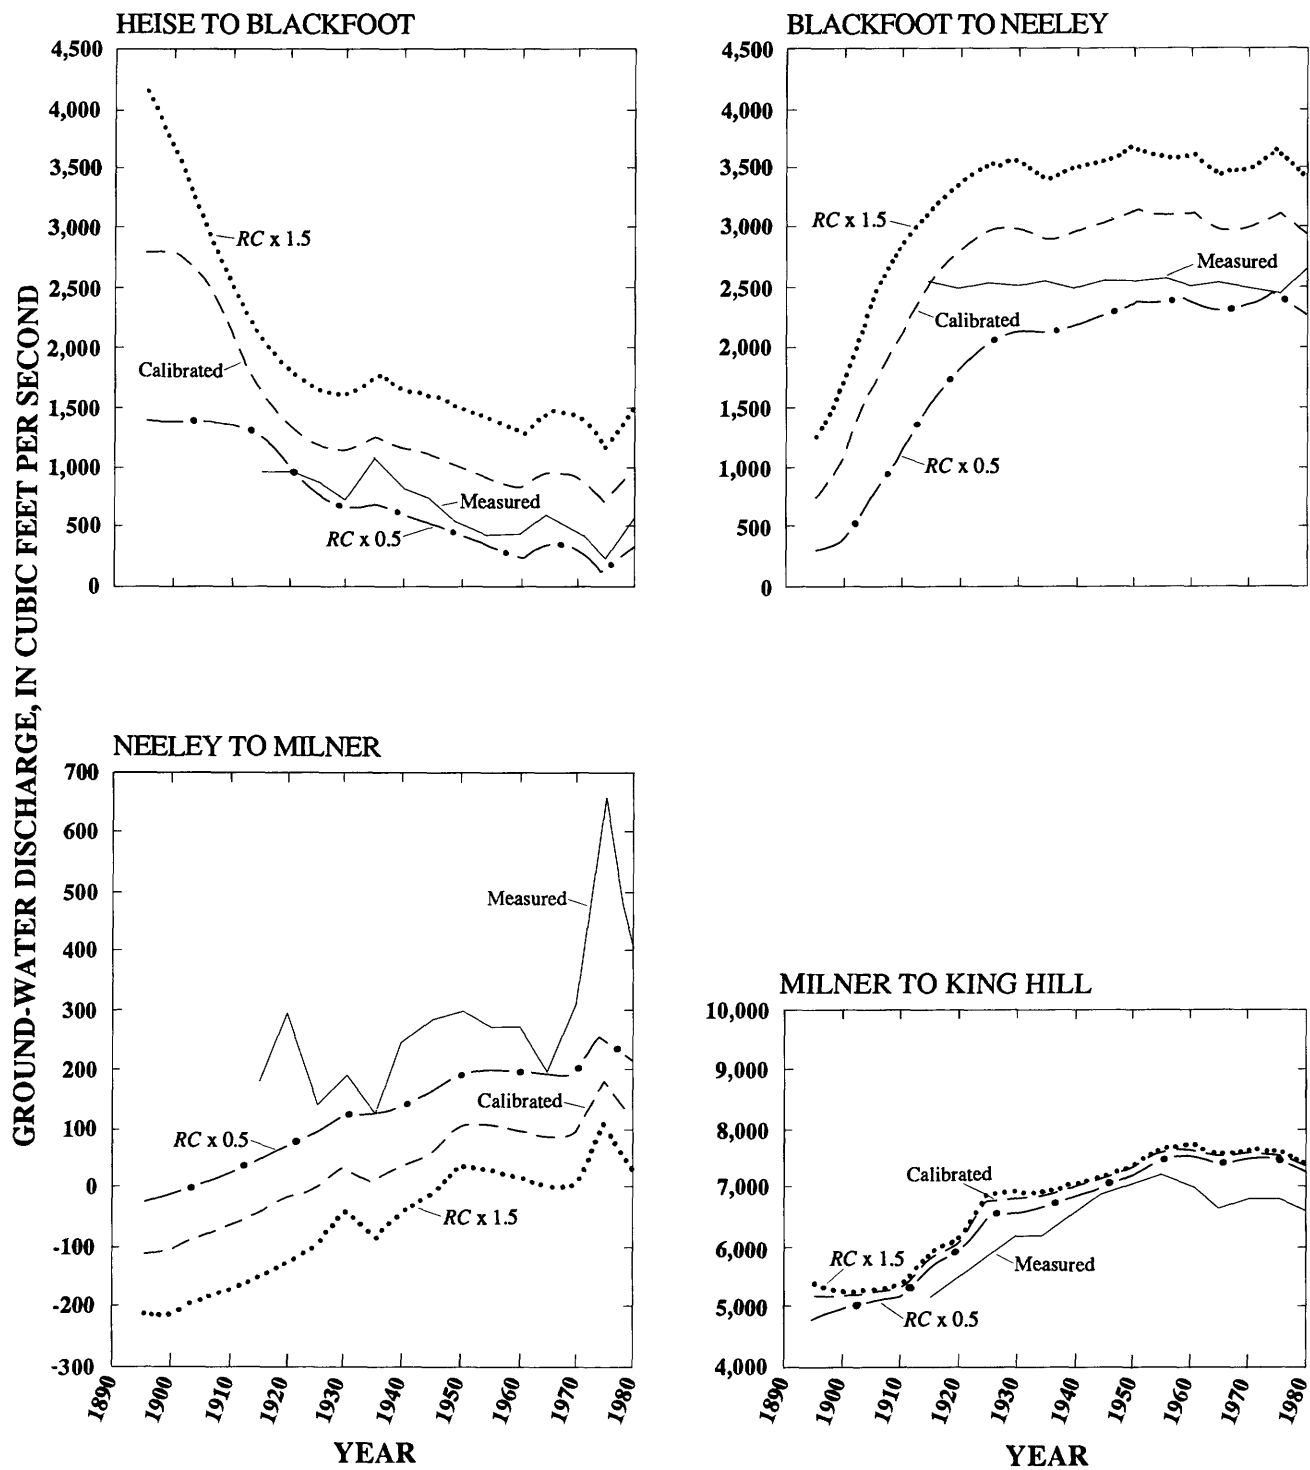 HEISE TO BLACKFOOT
4,500
4,000
3,500
3,000
2,500
2,000
1,500
1,000
500
0
RC x 1.5
Calibrated
Measured
RC x 0.5
BLACKFOOT TO NEELEY
4,500
4,000
3,500
3,000
2,500
2,000
1,500
1,000
500
0
RC x 1.5
Measured
Calibrated
RC x 0.5
GROUND-WATER DISCHARGE, IN CUBIC FEET PER SECOND
NEELEY TO MILNER
700
600
500
400
300
200
100
0
-100
-200
-300
Measured
Calibrated
RC x 0.5
RC x 1.5
1890
1900
1910
1920
1930
1940
1950
1960
1970
1980
YEAR
MILNER TO KING HILL
10,000
9,000
8,000
7,000
6,000
5,000
4,000
Calibrated
RC x 1.5
Measured
RC x 0.5
1890
1900
1910
1920
1930
1940
1950
1960
1970
1980
YEAR